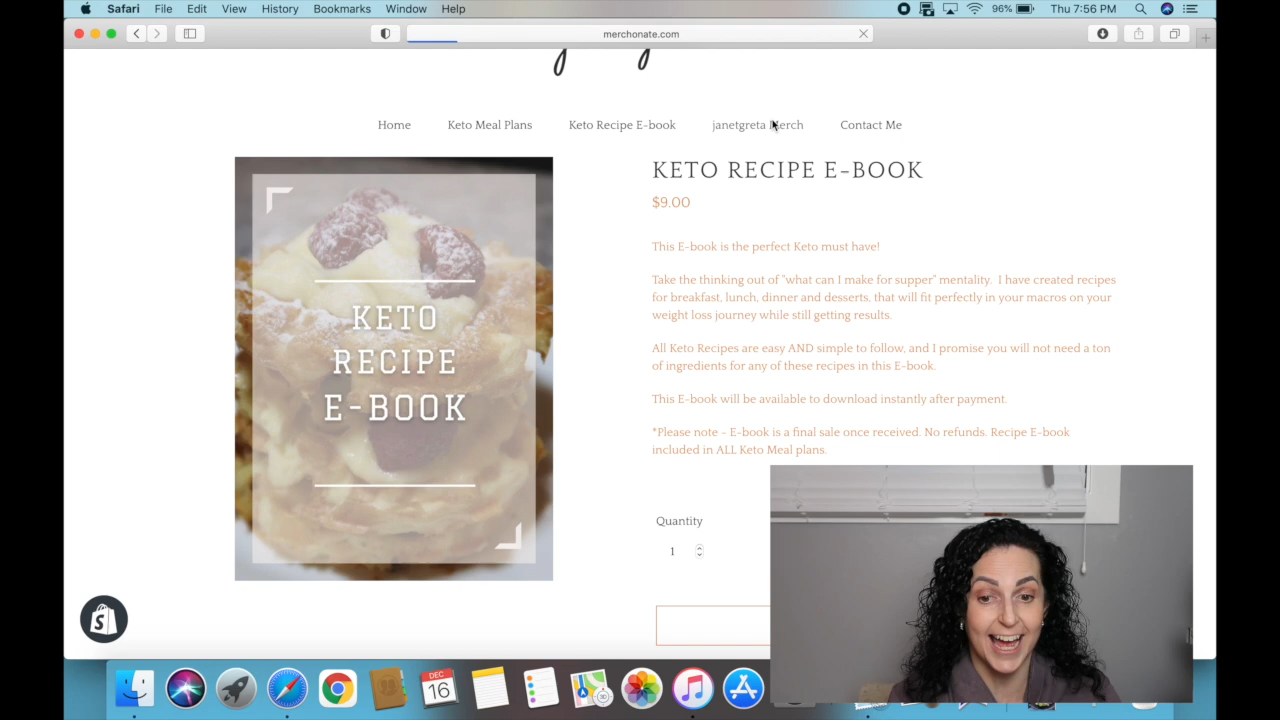 Safari File Edit View History Bookmarks Window Help 96% Thu 7:56 PM
merchonate.com
Home Keto Meal Plans Keto Recipe E-book janetgreta Merch Contact Me
KETO RECIPE E-BOOK
$9.00
This E-book is the perfect Keto must have!
Take the thinking out of "what can I make for supper" mentality. I have created recipes
for breakfast, lunch, dinner and desserts, that will fit perfectly in your macros on your
weight loss journey while still getting results.
All Keto Recipes are easy AND simple to follow, and I promise you will not need a ton
of ingredients for any of these recipes in this E-book.
This E-book will be available to download instantly after payment.
*Please note - E-book is a final sale once received. No refunds. Recipe E-book
included in ALL Keto Meal plans.
KETO
RECIPE
E-BOOK
Quantity
1
S
DEC
16
3D